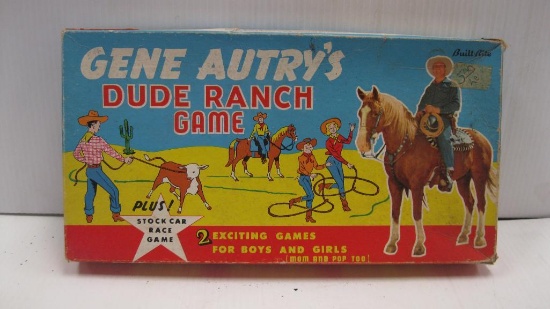 Built-Rite
GENE AUTRY'S
DUDE RANCH
GAME
PLUS!
STOCK CAR
RACE
GAME
2 EXCITING GAMES
FOR BOYS AND GIRLS
(MOM AND POP TOO)